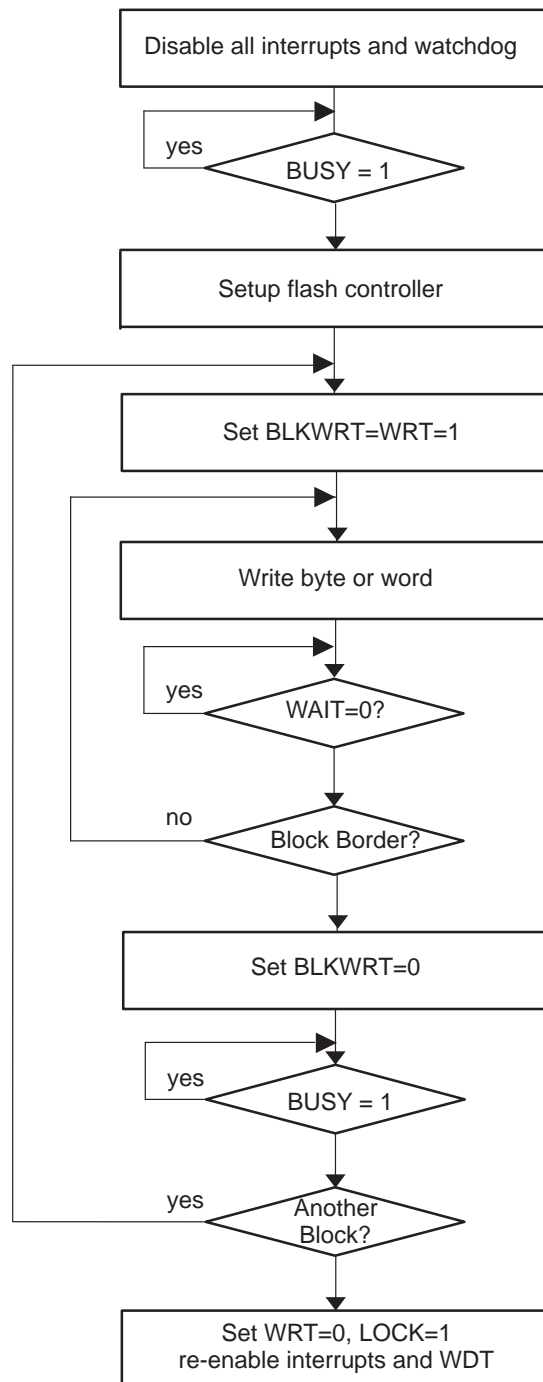 Disable all interrupts and watchdog
yes
BUSY = 1
Setup flash controller
Set BLKWRT=WRT=1
Write byte or word
yes
WAIT=0?
no
Block Border?
Set BLKWRT=0
yes
BUSY = 1
yes
Another
Block?
Set WRT=0, LOCK=1
re-enable interrupts and WDT